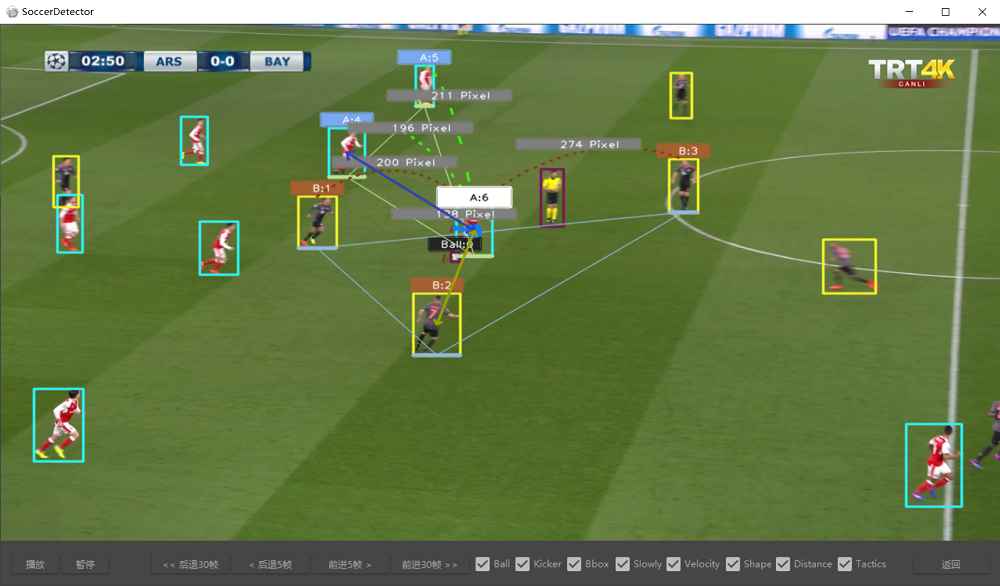 SoccerDetector
UEFA CHAMPION
02:50 ARS 0-0 BAY
TRT4K
CANLI
A:5
211 Pixel
A:4
196 Pixel
274 Pixel
B:3
200 Pixel
B:1
A:6
Pixel
Ball:
B:2
7
播放 暂停 << 后退30帧 < 后退5帧 前进5帧 > 前进30帧 >> Ball Kicker Bbox Slowly Velocity Shape Distance Tactics 返回